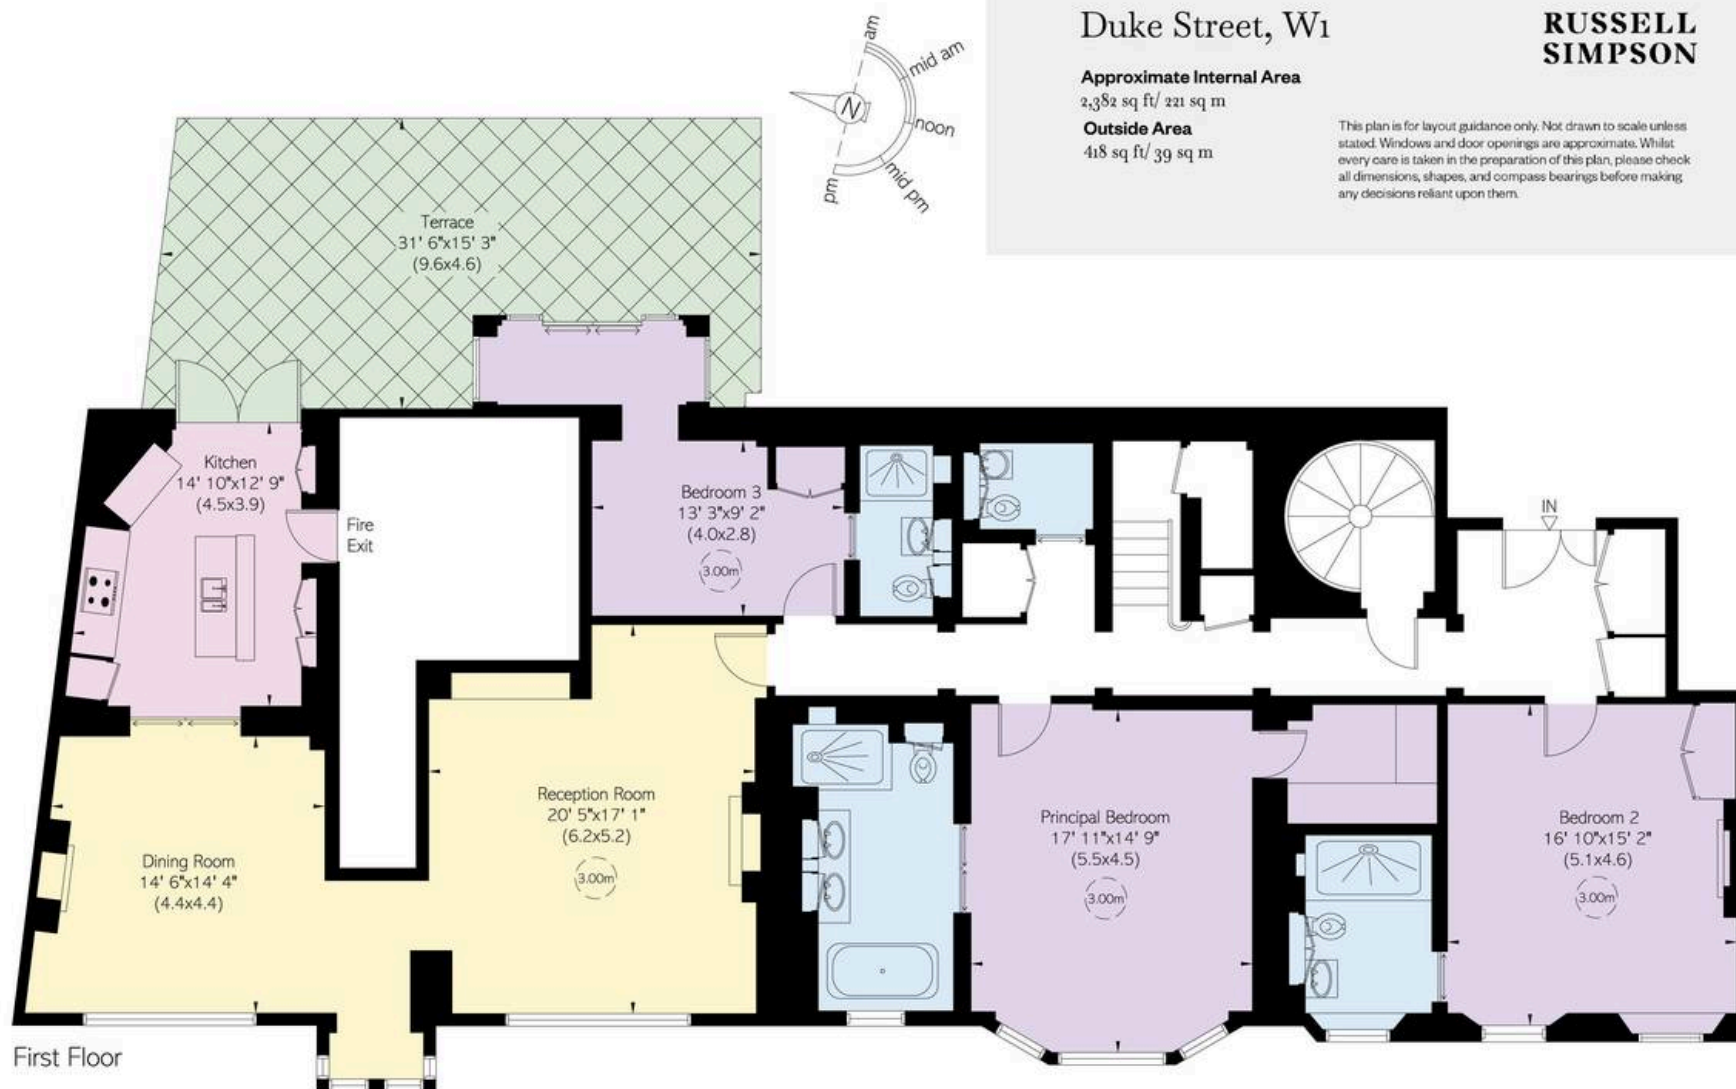 Duke Street, W1
RUSSELL
SIMPSON
Approximate Internal Area
2,382 sq ft/ 221 sq m
Outside Area
418 sq ft/ 39 sq m
This plan is for layout guidance only. Not drawn to scale unless
stated. Windows and door openings are approximate. Whilst
every care is taken in the preparation of this plan, please check
all dimensions, shapes, and compass bearings before making
any decisions reliant upon them.
am
mid am
N
noon
mid pm
pm
Terrace
31' 6"x15' 3"
(9.6x4.6)
Kitchen
14' 10"x12' 9"
(4.5x3.9)
Fire
Exit
Bedroom 3
13' 3"x9' 2"
(4.0x2.8)
3.00m
IN
Reception Room
20' 5"x17' 1"
(6.2x5.2)
3.00m
Principal Bedroom
17' 11"x14' 9"
(5.5x4.5)
3.00m
Bedroom 2
16' 10"x15' 2"
(5.1x4.6)
3.00m
Dining Room
14' 6"x14' 4"
(4.4x4.4)
First Floor